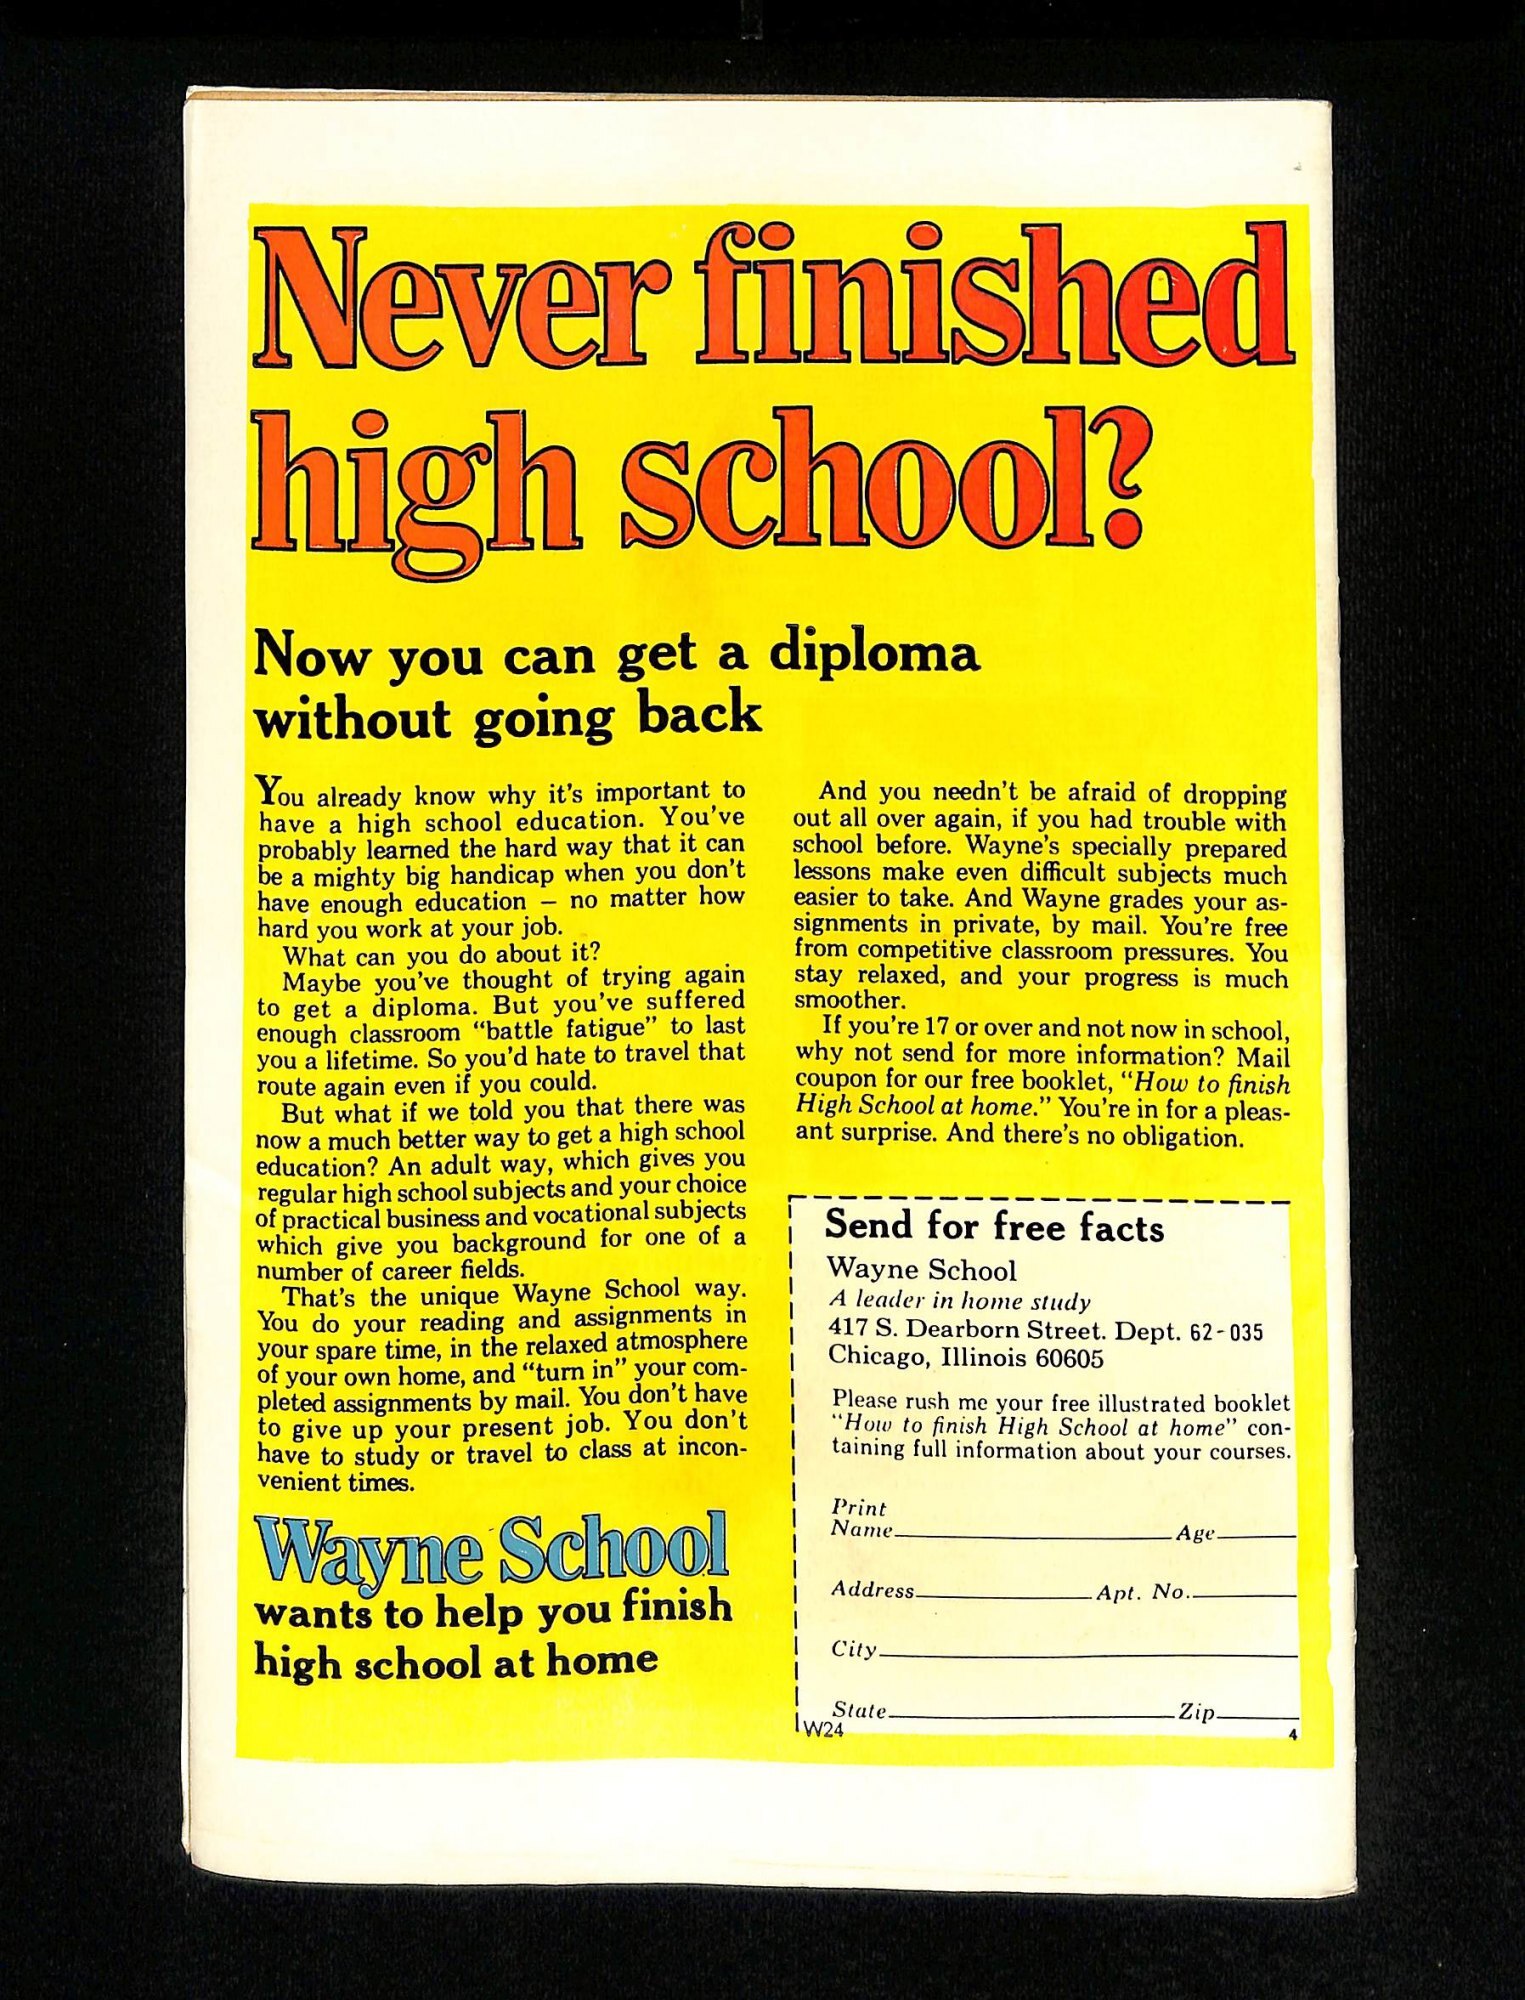 Never finished
high school?
Now you can get a diploma
without going back
You already know why it's important to
have a high school education. You've
probably learned the hard way that it can
be a mighty big handicap when you don't
have enough education — no matter how
hard you work at your job.
What can you do about it?
Maybe you've thought of trying again
to get a diploma. But you've suffered
enough classroom "battle fatigue" to last
you a lifetime. So you'd hate to travel that
route again even if you could.
But what if we told you that there was
now a much better way to get a high school
education? An adult way, which gives you
regular high school subjects and your choice
of practical business and vocational subjects
which give you background for one of a
number of career fields.
That's the unique Wayne School way.
You do your reading and assignments in
your spare time, in the relaxed atmosphere
of your own home, and "turn in" your com-
pleted assignments by mail. You don't have
to give up your present job. You don't
have to study or travel to class at incon-
venient times.
Wayne School
wants to help you finish
high school at home
And you needn't be afraid of dropping
out all over again, if you had trouble with
school before. Wayne's specially prepared
lessons make even difficult subjects much
easier to take. And Wayne grades your as-
signments in private, by mail. You're free
from competitive classroom pressures. You
stay relaxed, and your progress is much
smoother.
If you're 17 or over and not now in school,
why not send for more information? Mail
coupon for our free booklet, "How to finish
High School at home." You're in for a pleas-
ant surprise. And there's no obligation.
Send for free facts
Wayne School
A leader in home study
417 S. Dearborn Street. Dept. 62-035
Chicago, Illinois 60605
Please rush me your free illustrated booklet
"How to finish High School at home" con-
taining full information about your courses.
Print
Name Age
Address Apt. No.
City
State Zip
W24 4